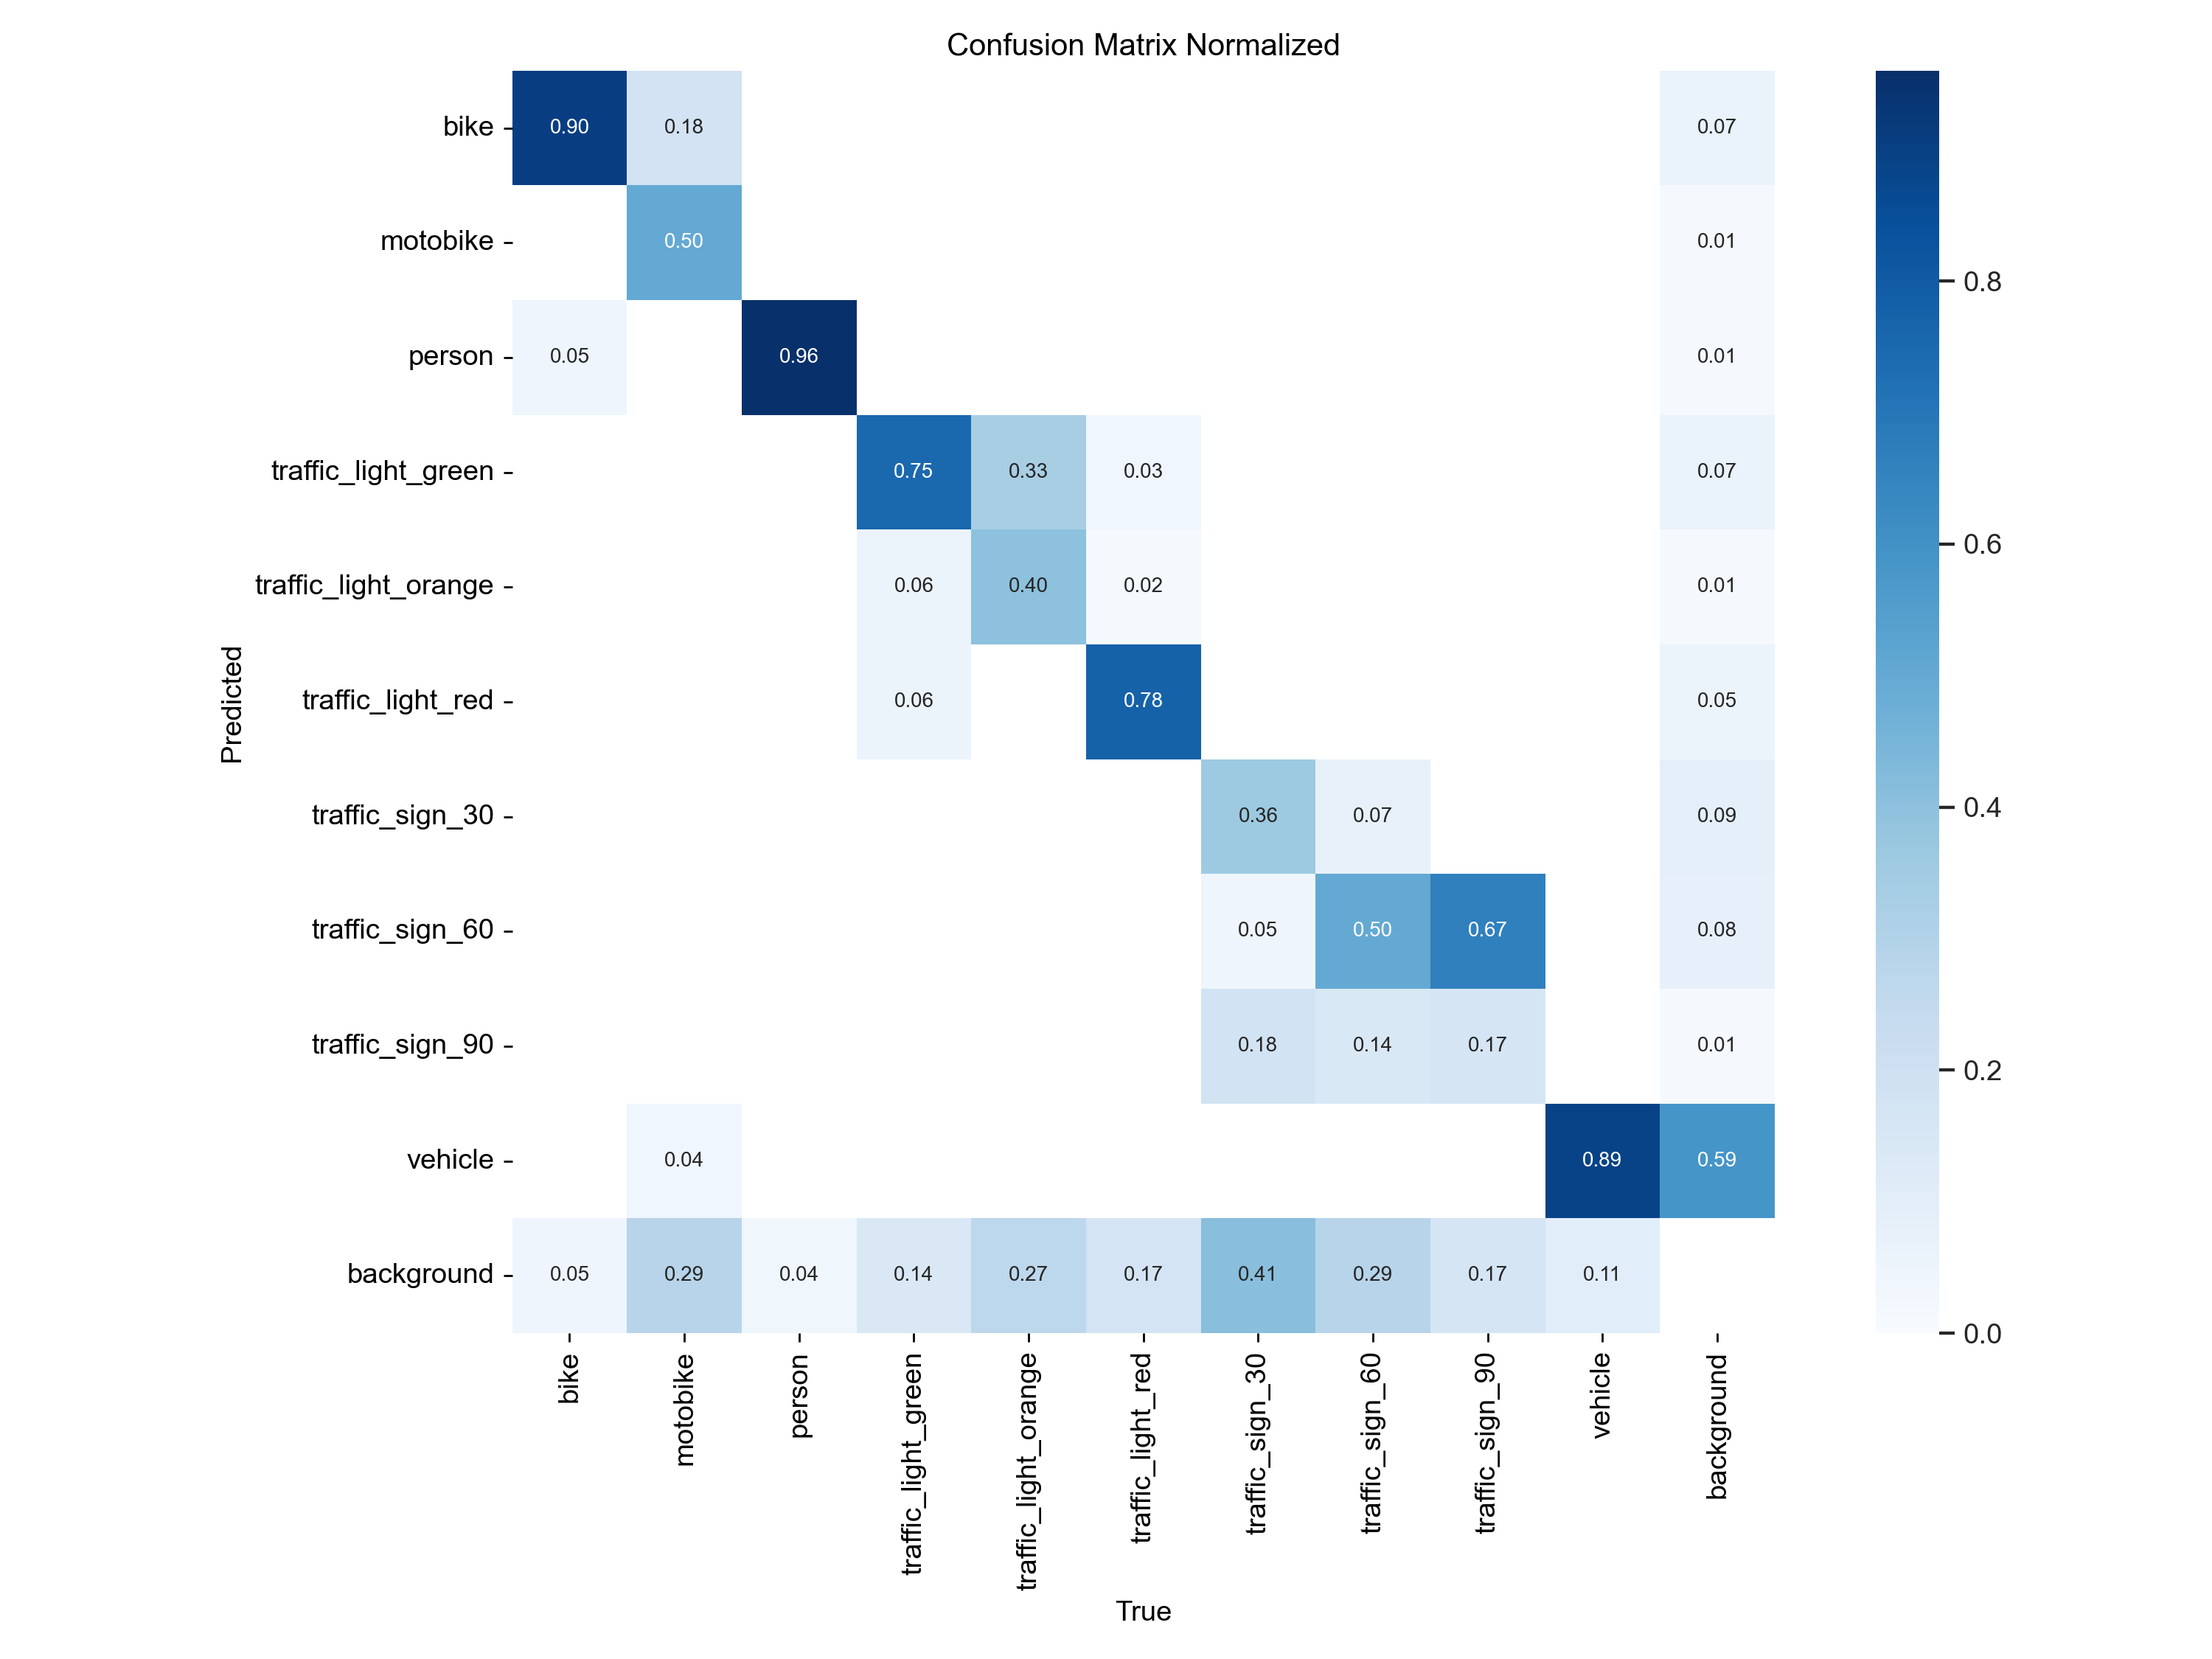 Confusion Matrix Normalized
bike 0.90 0.18 0.07
motobike 0.50 0.01
person 0.05 0.96 0.01
traffic_light_green 0.75 0.33 0.03 0.07
traffic_light_orange 0.06 0.40 0.02 0.01
traffic_light_red 0.06 0.78 0.05
traffic_sign_30 0.36 0.07 0.09
traffic_sign_60 0.05 0.50 0.67 0.08
traffic_sign_90 0.18 0.14 0.17 0.01
vehicle 0.04 0.89 0.59
background 0.05 0.29 0.04 0.14 0.27 0.17 0.41 0.29 0.17 0.11
Predicted
bike
motobike
person
traffic_light_green
traffic_light_orange
traffic_light_red
traffic_sign_30
traffic_sign_60
traffic_sign_90
vehicle
background
True
0.8
0.6
0.4
0.2
0.0